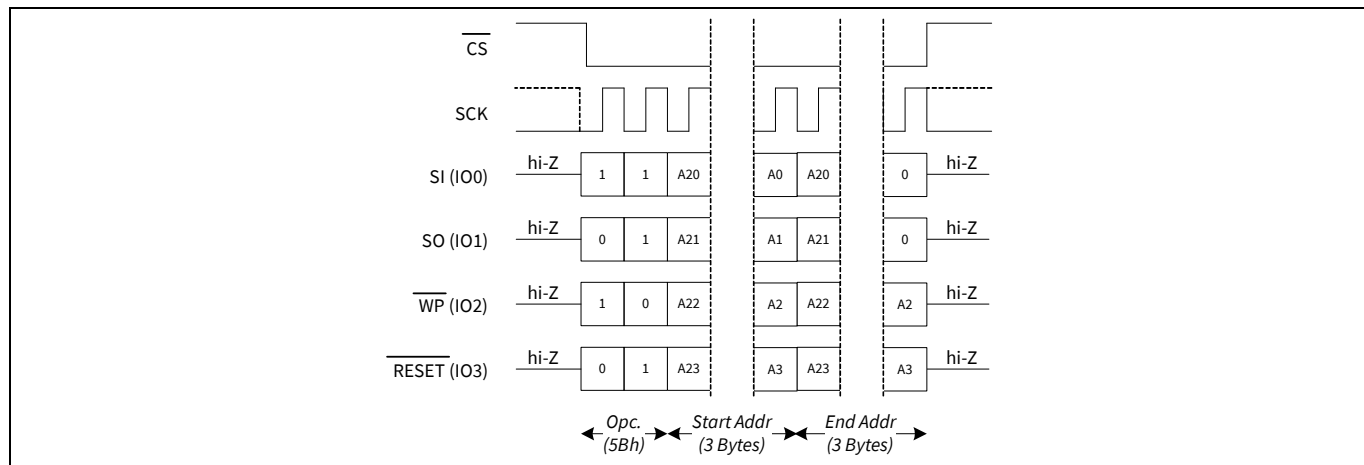 CS
SCK
SI (IO0) hi-Z 1 1 A20 A0 A20 0 hi-Z
SO (IO1) hi-Z 0 1 A21 A1 A21 0 hi-Z
WP (IO2) hi-Z 1 0 A22 A2 A22 A2 hi-Z
RESET (IO3) hi-Z 0 1 A23 A3 A23 A3 hi-Z
Opc. Start Addr End Addr
(5Bh) (3 Bytes) (3 Bytes)